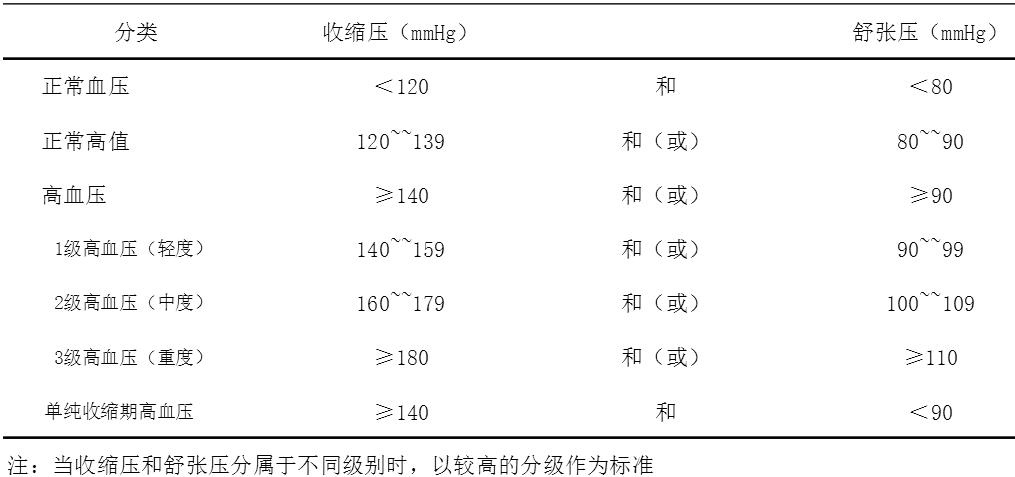 分类 收缩压（mmHg） 舒张压（mmHg）
正常血压 ＜120 和 ＜80
正常高值 120~~139 和（或） 80~~90
高血压 ≥140 和（或） ≥90
1级高血压（轻度） 140~~159 和（或） 90~~99
2级高血压（中度） 160~~179 和（或） 100~~109
3级高血压（重度） ≥180 和（或） ≥110
单纯收缩期高血压 ≥140 和 ＜90
注：当收缩压和舒张压分属于不同级别时，以较高的分级作为标准